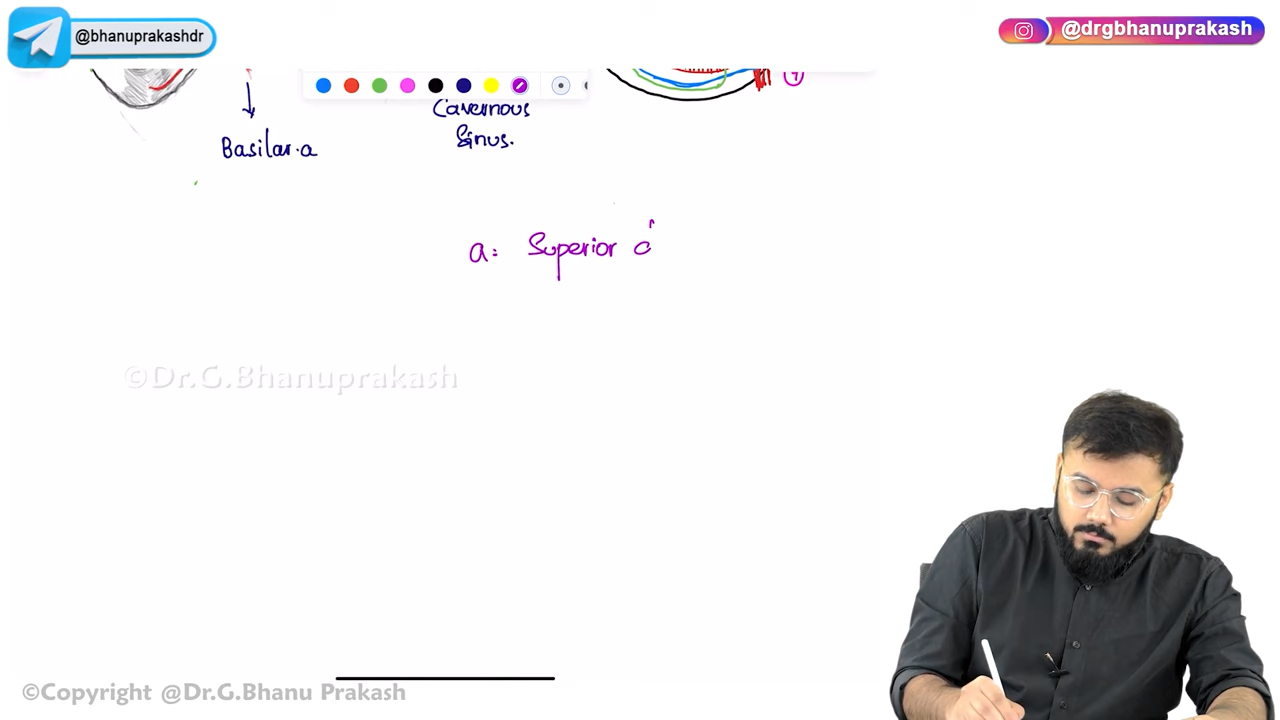 @bhanuprakashdr
@drgbhanuprakash
Cavernous
Sinus.
Basilar.a
a: Superior
©Dr.G.Bhanuprakash
©Copyright @Dr.G.Bhanu Prakash